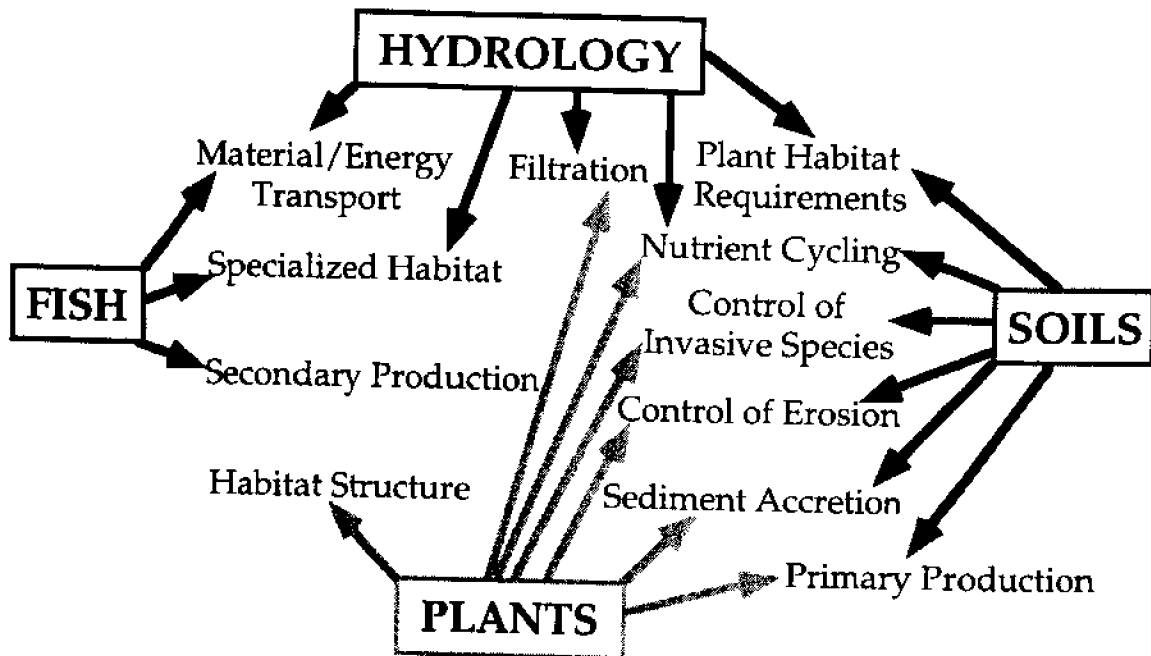 HYDROLOGY
Material/Energy
Transport
Filtration
Plant Habitat
Requirements
Specialized Habitat
Nutrient Cycling
FISH
Control of
Invasive Species
SOILS
Secondary Production
Control of Erosion
Habitat Structure
Sediment Accretion
Primary Production
PLANTS